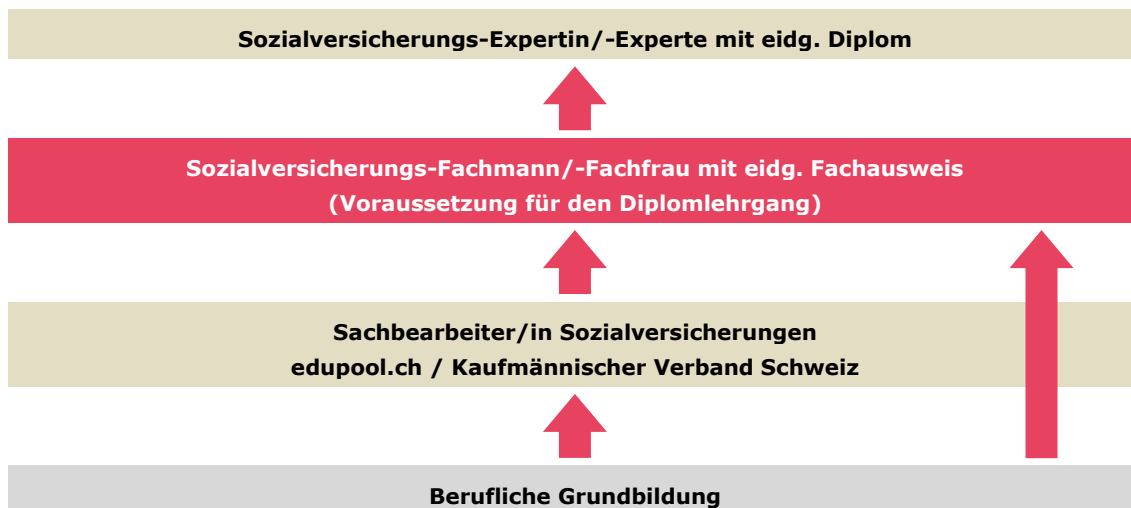 Sozialversicherungs-Expertin/-Experte mit eidg. Diplom
Sozialversicherungs-Fachmann/-Fachfrau mit eidg. Fachausweis
(Voraussetzung für den Diplomlehrgang)
Sachbearbeiter/in Sozialversicherungen
edupool.ch / Kaufmännischer Verband Schweiz
Berufliche Grundbildung